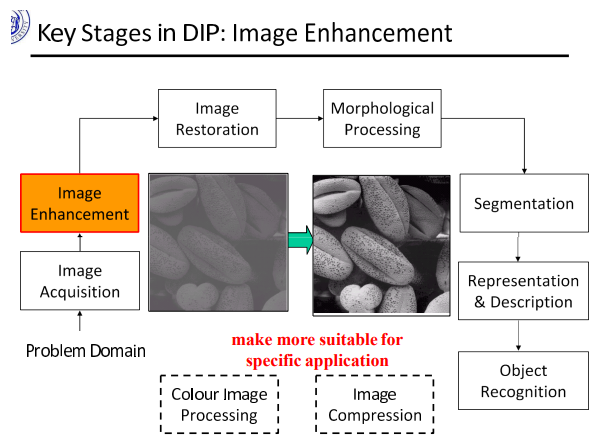 Key Stages in DIP: Image Enhancement
Image
Restoration
Morphological
Processing
Image
Enhancement
Segmentation
Image
Acquisition
Representation
& Description
Problem Domain
make more suitable for
specific application
Object
Recognition
Colour Image
Processing
Image
Compression